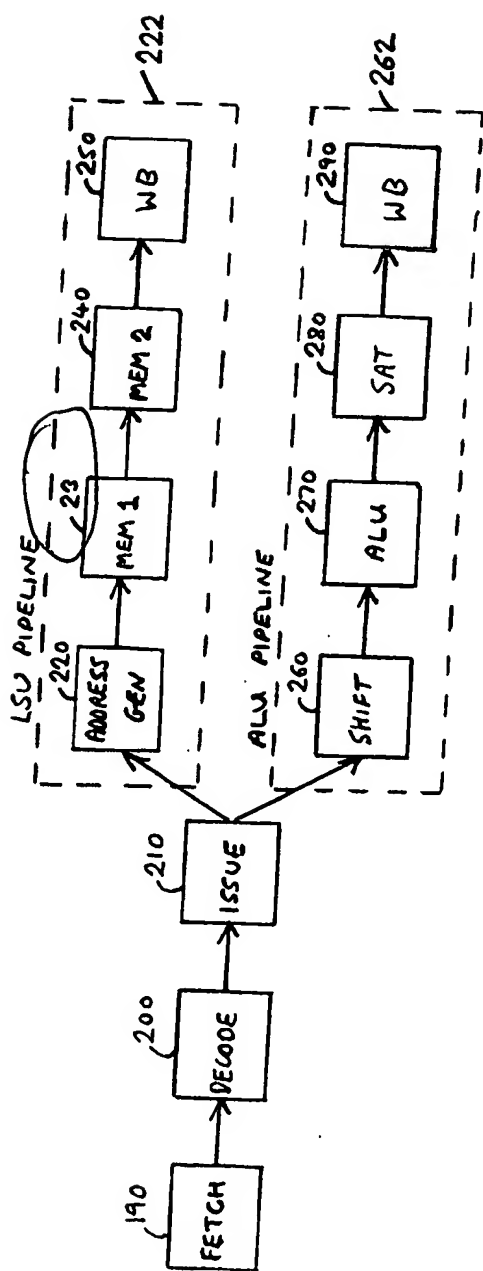 190
FETCH
200
DECODE
210
ISSUE
LSU PIPELINE
222
220
ADDRESS
GEN
23
MEM 1
240
MEM 2
250
WB
ALU PIPELINE
262
260
SHIFT
270
ALU
280
SAT
290
WB